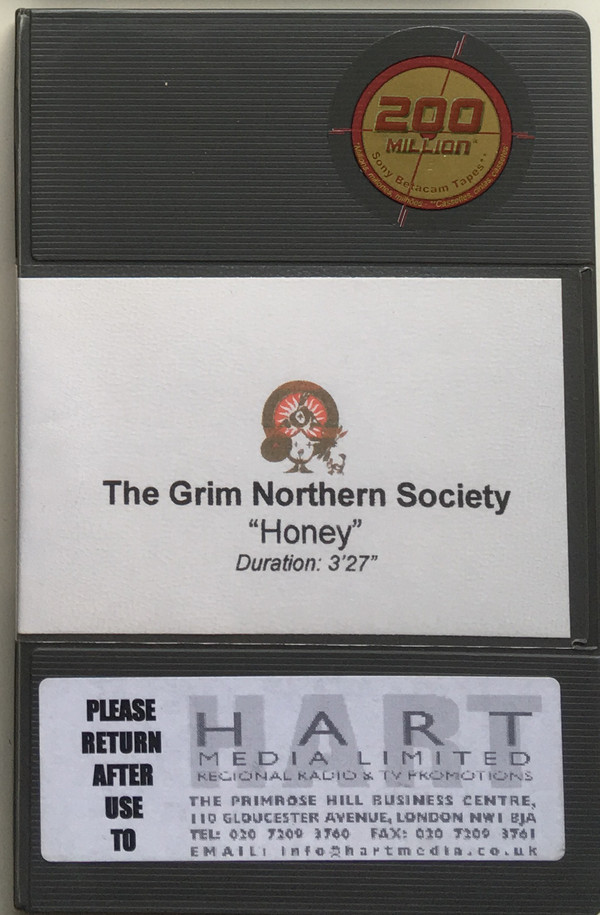 200
MILLION*
Sony Betacam Tapes**
The Grim Northern Society
“Honey”
Duration: 3’27”
PLEASE
RETURN
AFTER
USE
TO
HART
HART
MEDIA LIMITED
REGIONAL RADIO & TV PROMOTIONS
THE PRIMROSE HILL BUSINESS CENTRE,
110 GLOUCESTER AVENUE, LONDON NW1 8JA
TEL: 020 7209 3760 FAX: 020 7209 3761
EMAIL: info@hartmedia.co.uk